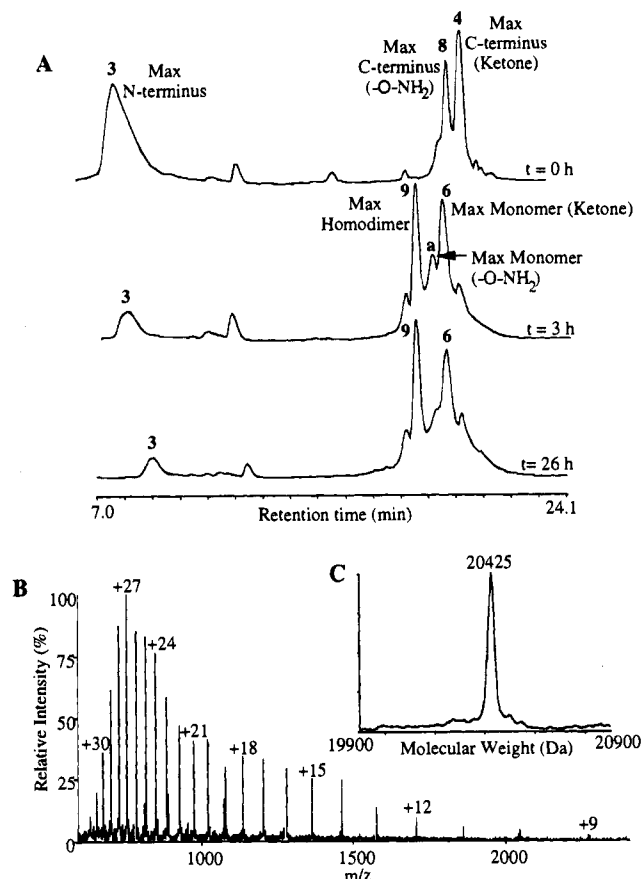 A
3
Max
N-terminus
Max
C-terminus
(-O-NH₂)
8
4
Max
C-terminus
(Ketone)
t = 0 h
9
Max
Homodimer
6
Max Monomer (Ketone)
a
Max Monomer
(-O-NH₂)
3
t = 3 h
9
6
3
t= 26 h
7.0
Retention time (min)
24.1
B
Relative Intensity (%)
100
75
50
25
0
+30
+27
+24
+21
+18
+15
+12
+9
1000
1500
2000
m/z
C
20425
19900
Molecular Weight (Da)
20900